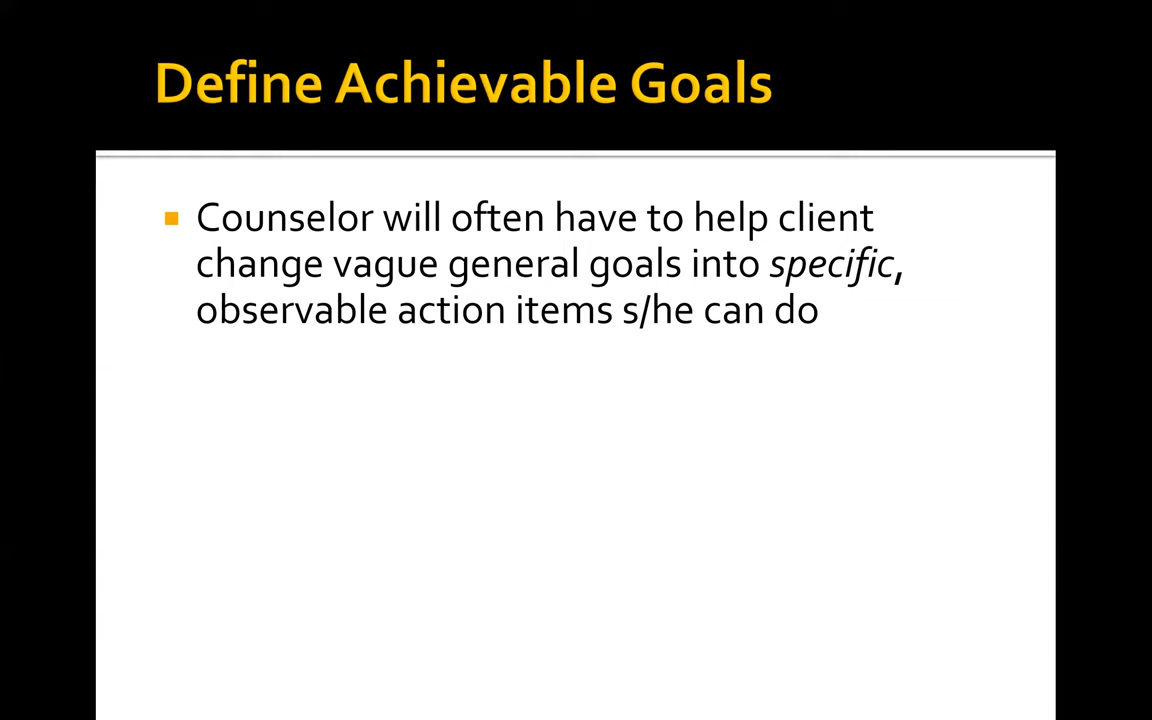 Define Achievable Goals
Counselor will often have to help client
change vague general goals into specific,
observable action items s/he can do